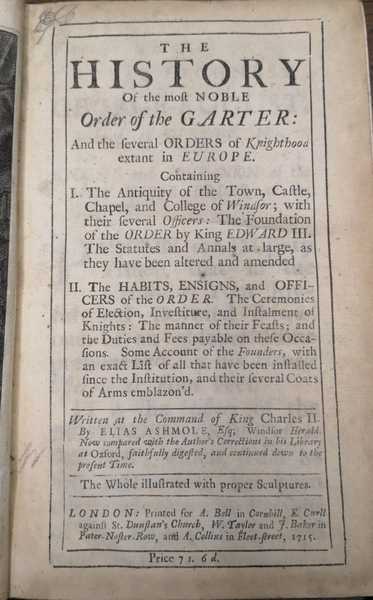 THE
HISTORY
Of the most NOBLE
Order of the GARTER:
And the ſeveral ORDERS of Knighthood
extant in EUROPE.
Containing
I. The Antiquity of the Town, Caſtle,
Chapel, and College of Windſor; with
their ſeveral Officers: The Foundation
of the ORDER by King EDWARD III.
The Statutes and Annals at large, as
they have been altered and amended
II. The HABITS, ENSIGNS, and OFFI-
CERS of the ORDER. The Ceremonies
of Election, Inveſtiture, and Inſtalment of
Knights: The manner of their Feaſts; and
the Duties and Fees payable on theſe Occa-
ſions. Some Account of the Founders, with
an exact Liſt of all that have been inſtalled
ſince the Inſtitution, and their ſeveral Coats
of Arms emblazon'd.
Written at the Command of King Charles II.
By ELIAS ASHMOLE, Eſq; Windſor Herald.
Now compared with the Author's Corrections in his Library
at Oxford, faithfully digeſted, and continued down to the
preſent Time.
The Whole illuſtrated with proper Sculptures.
LONDON: Printed for A. Bell in Cornhill, E. Curll
againſt St. Dunſtan's Church, W. Taylor and J. Baker in
Pater-Noſter-Row, and A. Collins in Fleet-ſtreet, 1715.
Price 7 s. 6 d.